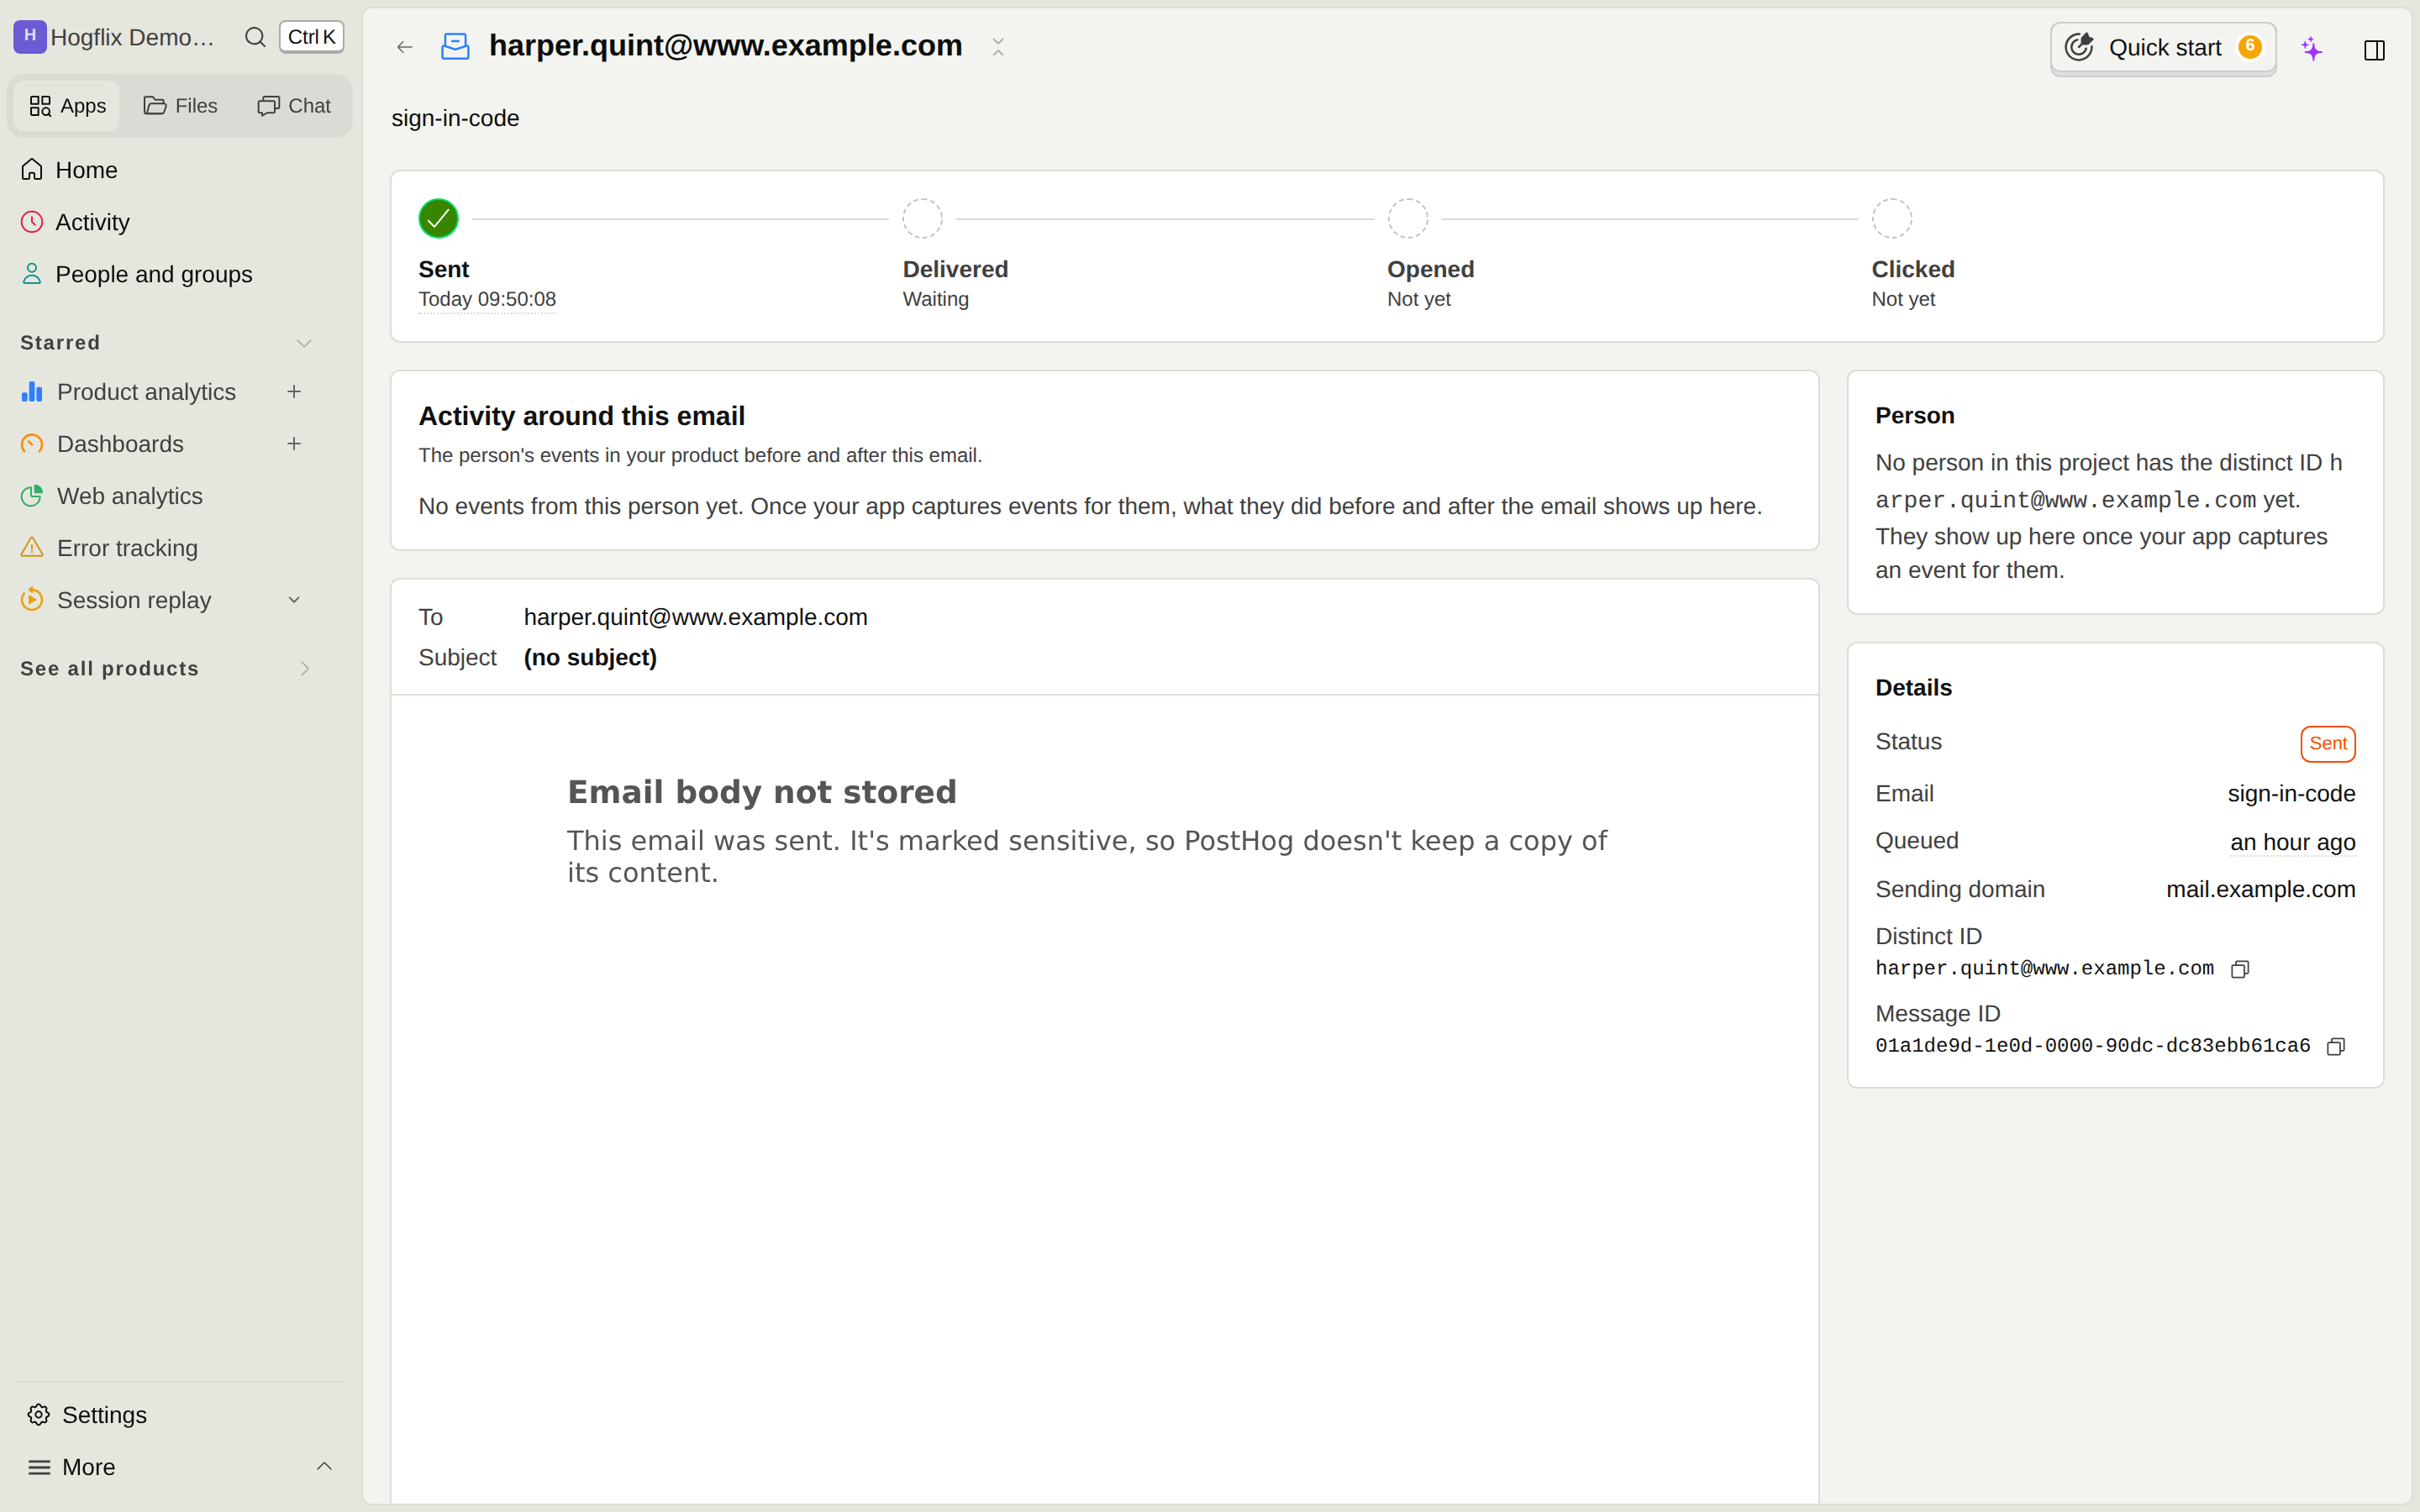 H Hogflix Demo... Ctrl K
Apps Files Chat
Home
Activity
People and groups
Starred
Product analytics
Dashboards
Web analytics
Error tracking
Session replay
See all products
Settings
More
harper.quint@www.example.com
Quick start 6
sign-in-code
Sent Delivered Opened Clicked
Today 09:50:08 Waiting Not yet Not yet
Activity around this email
The person's events in your product before and after this email.
No events from this person yet. Once your app captures events for them, what they did before and after the email shows up here.
To harper.quint@www.example.com
Subject (no subject)
Email body not stored
This email was sent. It's marked sensitive, so PostHog doesn't keep a copy of
its content.
Person
No person in this project has the distinct ID h
arper.quint@www.example.com yet.
They show up here once your app captures
an event for them.
Details
Status Sent
Email sign-in-code
Queued an hour ago
Sending domain mail.example.com
Distinct ID
harper.quint@www.example.com
Message ID
01a1de9d-1e0d-0000-90dc-dc83ebb61ca6